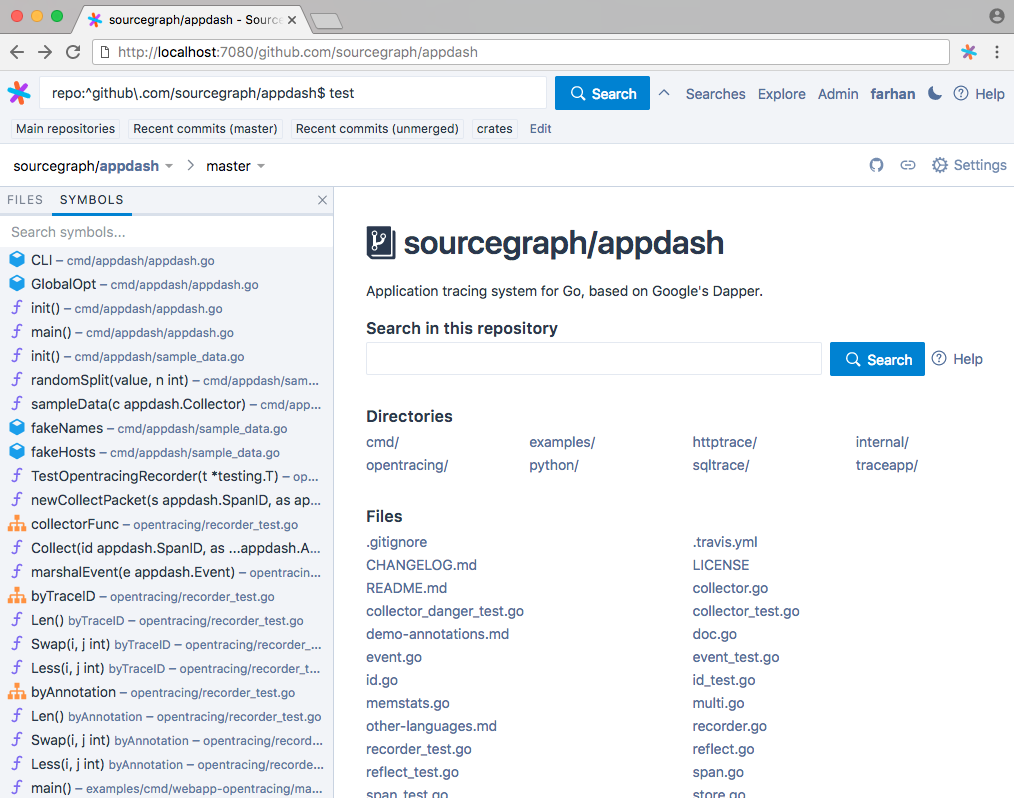 sourcegraph/appdash - Source
http://localhost:7080/github.com/sourcegraph/appdash
repo:^github\.com/sourcegraph/appdash$ test
Search
Searches
Explore
Admin
farhan
Help
Main repositories
Recent commits (master)
Recent commits (unmerged)
crates
Edit
sourcegraph/appdash
master
Settings
FILES
SYMBOLS
Search symbols...
CLI – cmd/appdash/appdash.go
GlobalOpt – cmd/appdash/appdash.go
init() – cmd/appdash/appdash.go
main() – cmd/appdash/appdash.go
init() – cmd/appdash/sample_data.go
randomSplit(value, n int) – cmd/appdash/sam...
sampleData(c appdash.Collector) – cmd/app...
fakeNames – cmd/appdash/sample_data.go
fakeHosts – cmd/appdash/sample_data.go
TestOpentracingRecorder(t *testing.T) – op...
newCollectPacket(s appdash.SpanID, as ap...
collectorFunc – opentracing/recorder_test.go
Collect(id appdash.SpanID, as ...appdash.A...
marshalEvent(e appdash.Event) – opentracin...
byTraceID – opentracing/recorder_test.go
Len() byTraceID – opentracing/recorder_test.go
Swap(i, j int) byTraceID – opentracing/recorder_...
Less(i, j int) byTraceID – opentracing/recorder_t...
byAnnotation – opentracing/recorder_test.go
Len() byAnnotation – opentracing/recorder_test.go
Swap(i, j int) byAnnotation – opentracing/record...
Less(i, j int) byAnnotation – opentracing/recorde...
main() – examples/cmd/webapp-opentracing/ma...
sourcegraph/appdash
Application tracing system for Go, based on Google's Dapper.
Search in this repository
Search
Help
Directories
cmd/ examples/ httptrace/ internal/
opentracing/ python/ sqltrace/ traceapp/
Files
.gitignore .travis.yml
CHANGELOG.md LICENSE
README.md collector.go
collector_danger_test.go collector_test.go
demo-annotations.md doc.go
event.go event_test.go
id.go id_test.go
memstats.go multi.go
other-languages.md recorder.go
recorder_test.go reflect.go
reflect_test.go span.go
span_test.go store.go